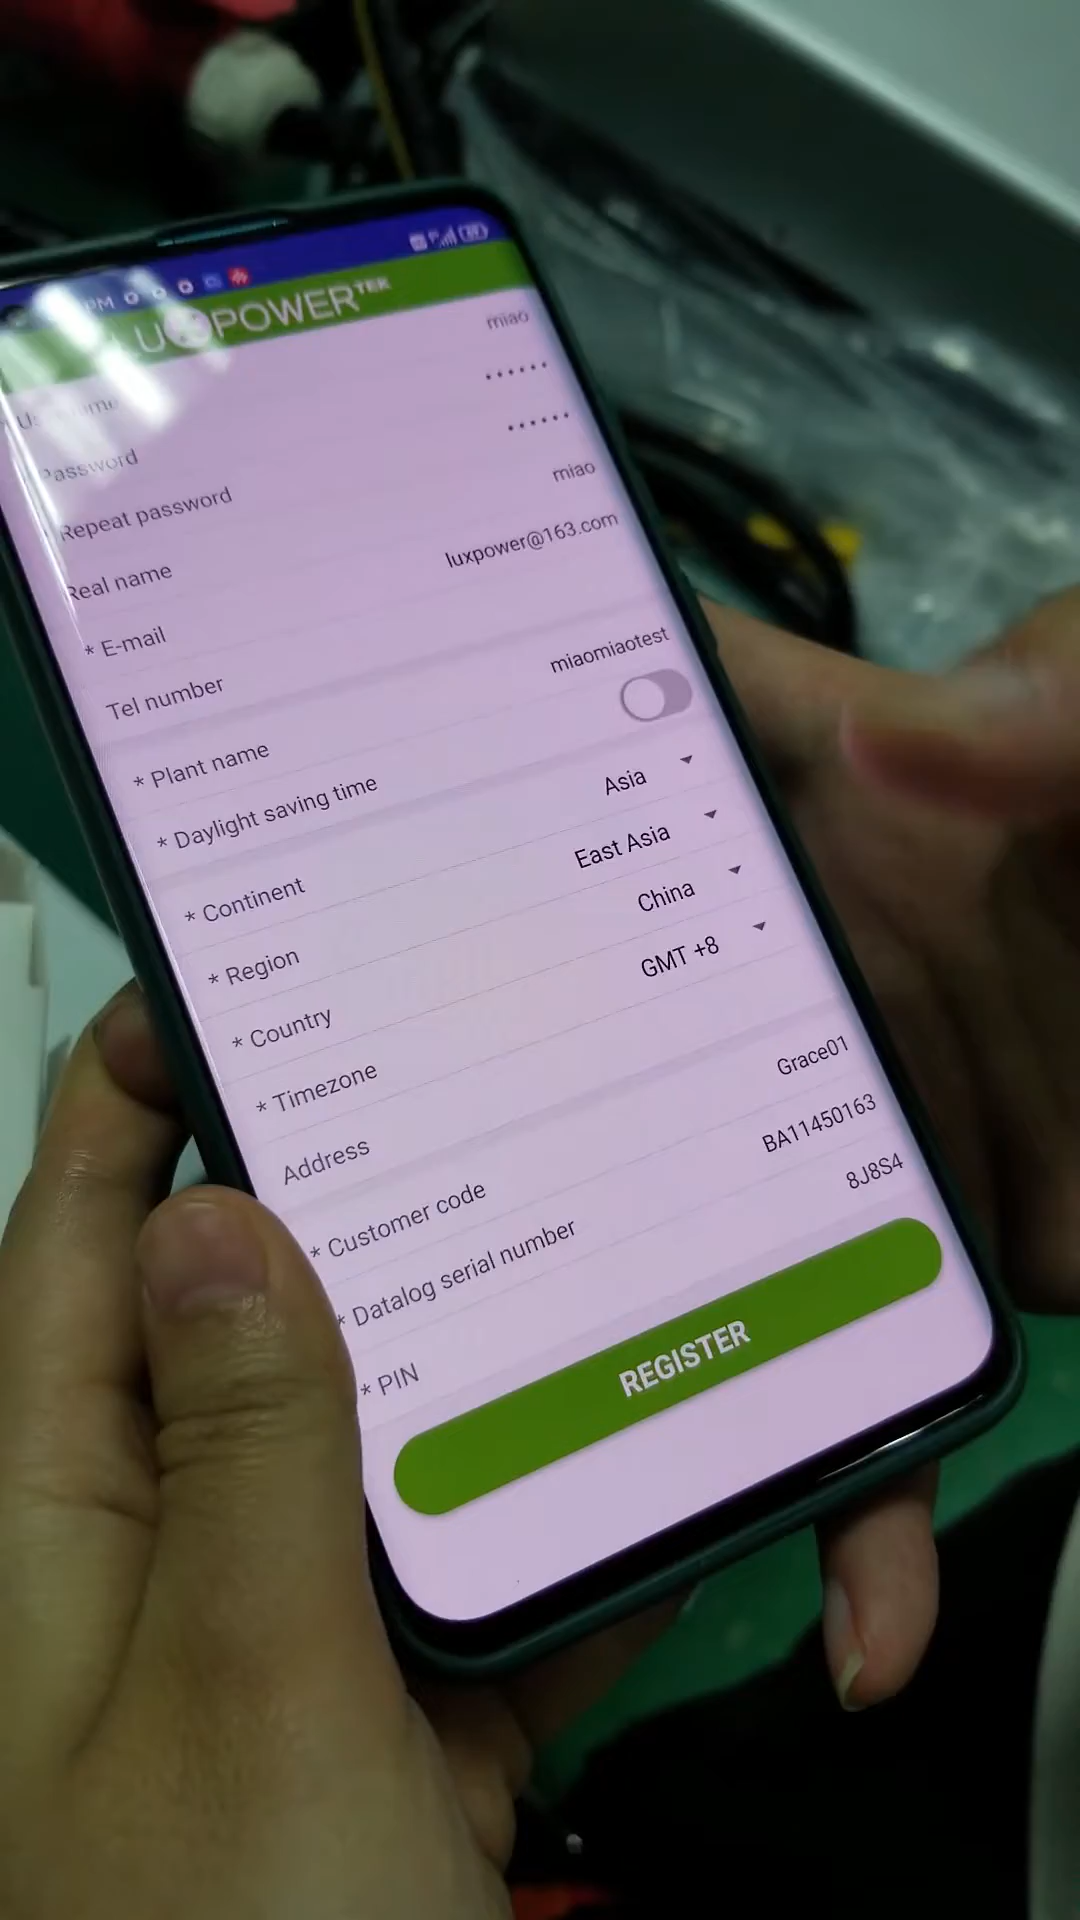 PM
LUXPOWERTEK
Username miao
Password ••••••
Repeat password ••••••
Real name miao
* E-mail luxpower@163.com
Tel number
* Plant name miaomiaotest
* Daylight saving time
* Continent Asia
* Region East Asia
* Country China
* Timezone GMT +8
Address
* Customer code Grace01
* Datalog serial number BA11450163
* PIN 8J8S4
REGISTER